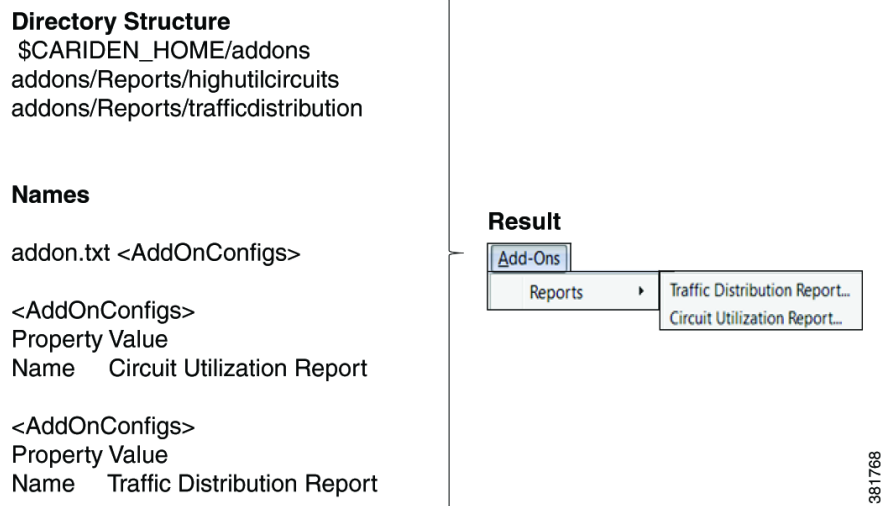 Directory Structure
$CARIDEN_HOME/addons
addons/Reports/highutilcircuits
addons/Reports/trafficdistribution
Names
addon.txt <AddOnConfigs>
<AddOnConfigs>
Property Value
Name Circuit Utilization Report
<AddOnConfigs>
Property Value
Name Traffic Distribution Report
Result
Add-Ons
Reports
Traffic Distribution Report...
Circuit Utilization Report...
381768